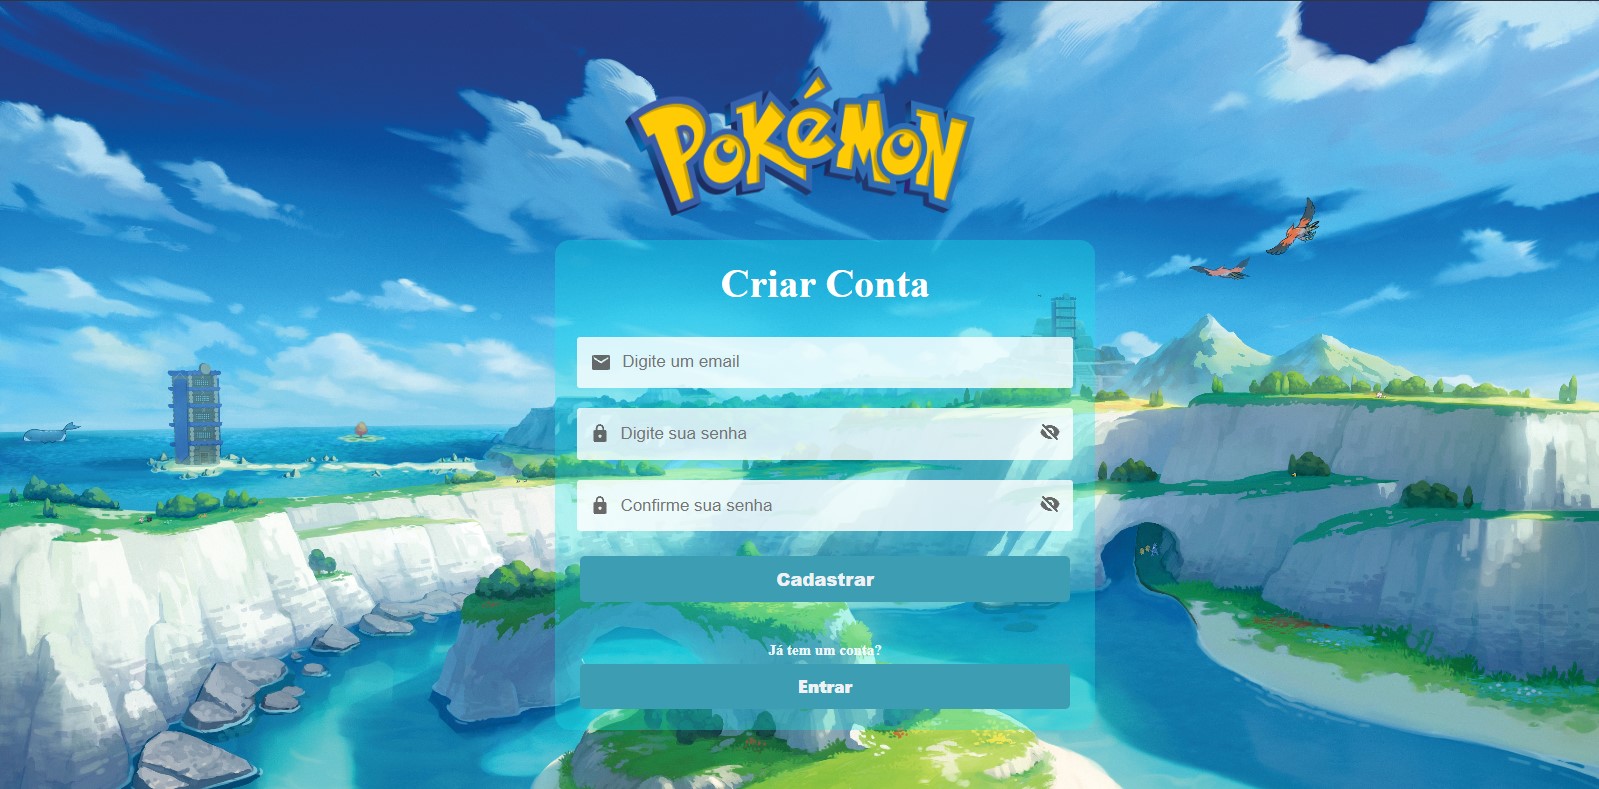 Pokémon
Criar Conta
Digite um email
Digite sua senha
Confirme sua senha
Cadastrar
Já tem um conta?
Entrar